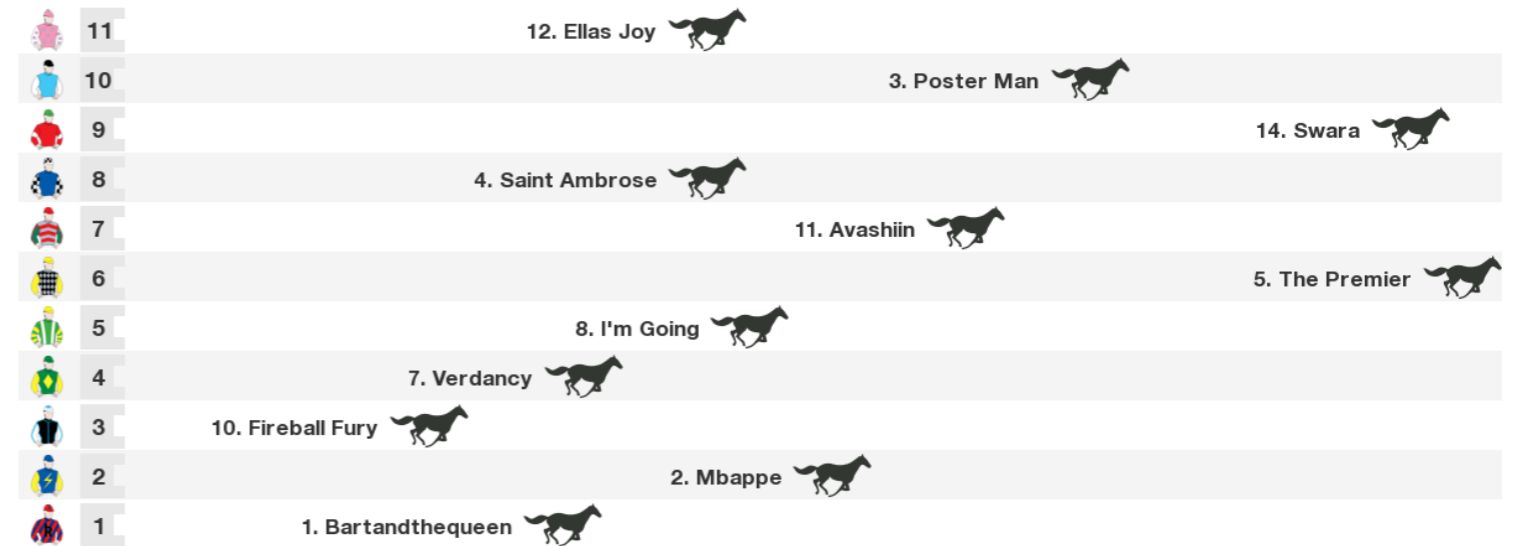 11 12. Ellas Joy
10 3. Poster Man
9 14. Swara
8 4. Saint Ambrose
7 11. Avashiin
6 5. The Premier
5 8. I'm Going
4 7. Verdancy
3 10. Fireball Fury
2 2. Mbappe
1 1. Bartandthequeen